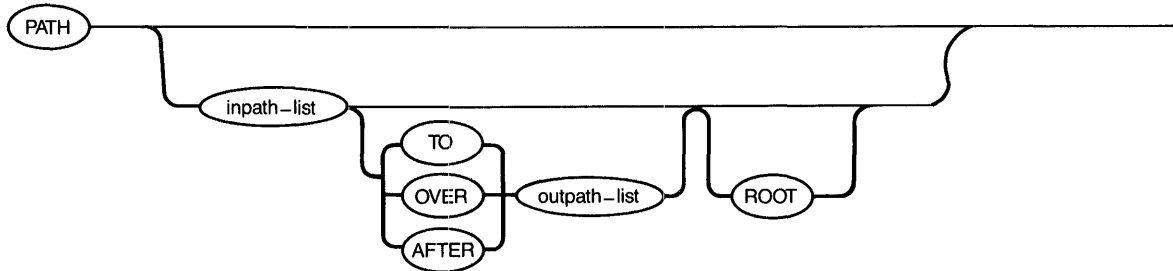 PATH
inpath-list
TO
OVER
outpath-list
ROOT
AFTER